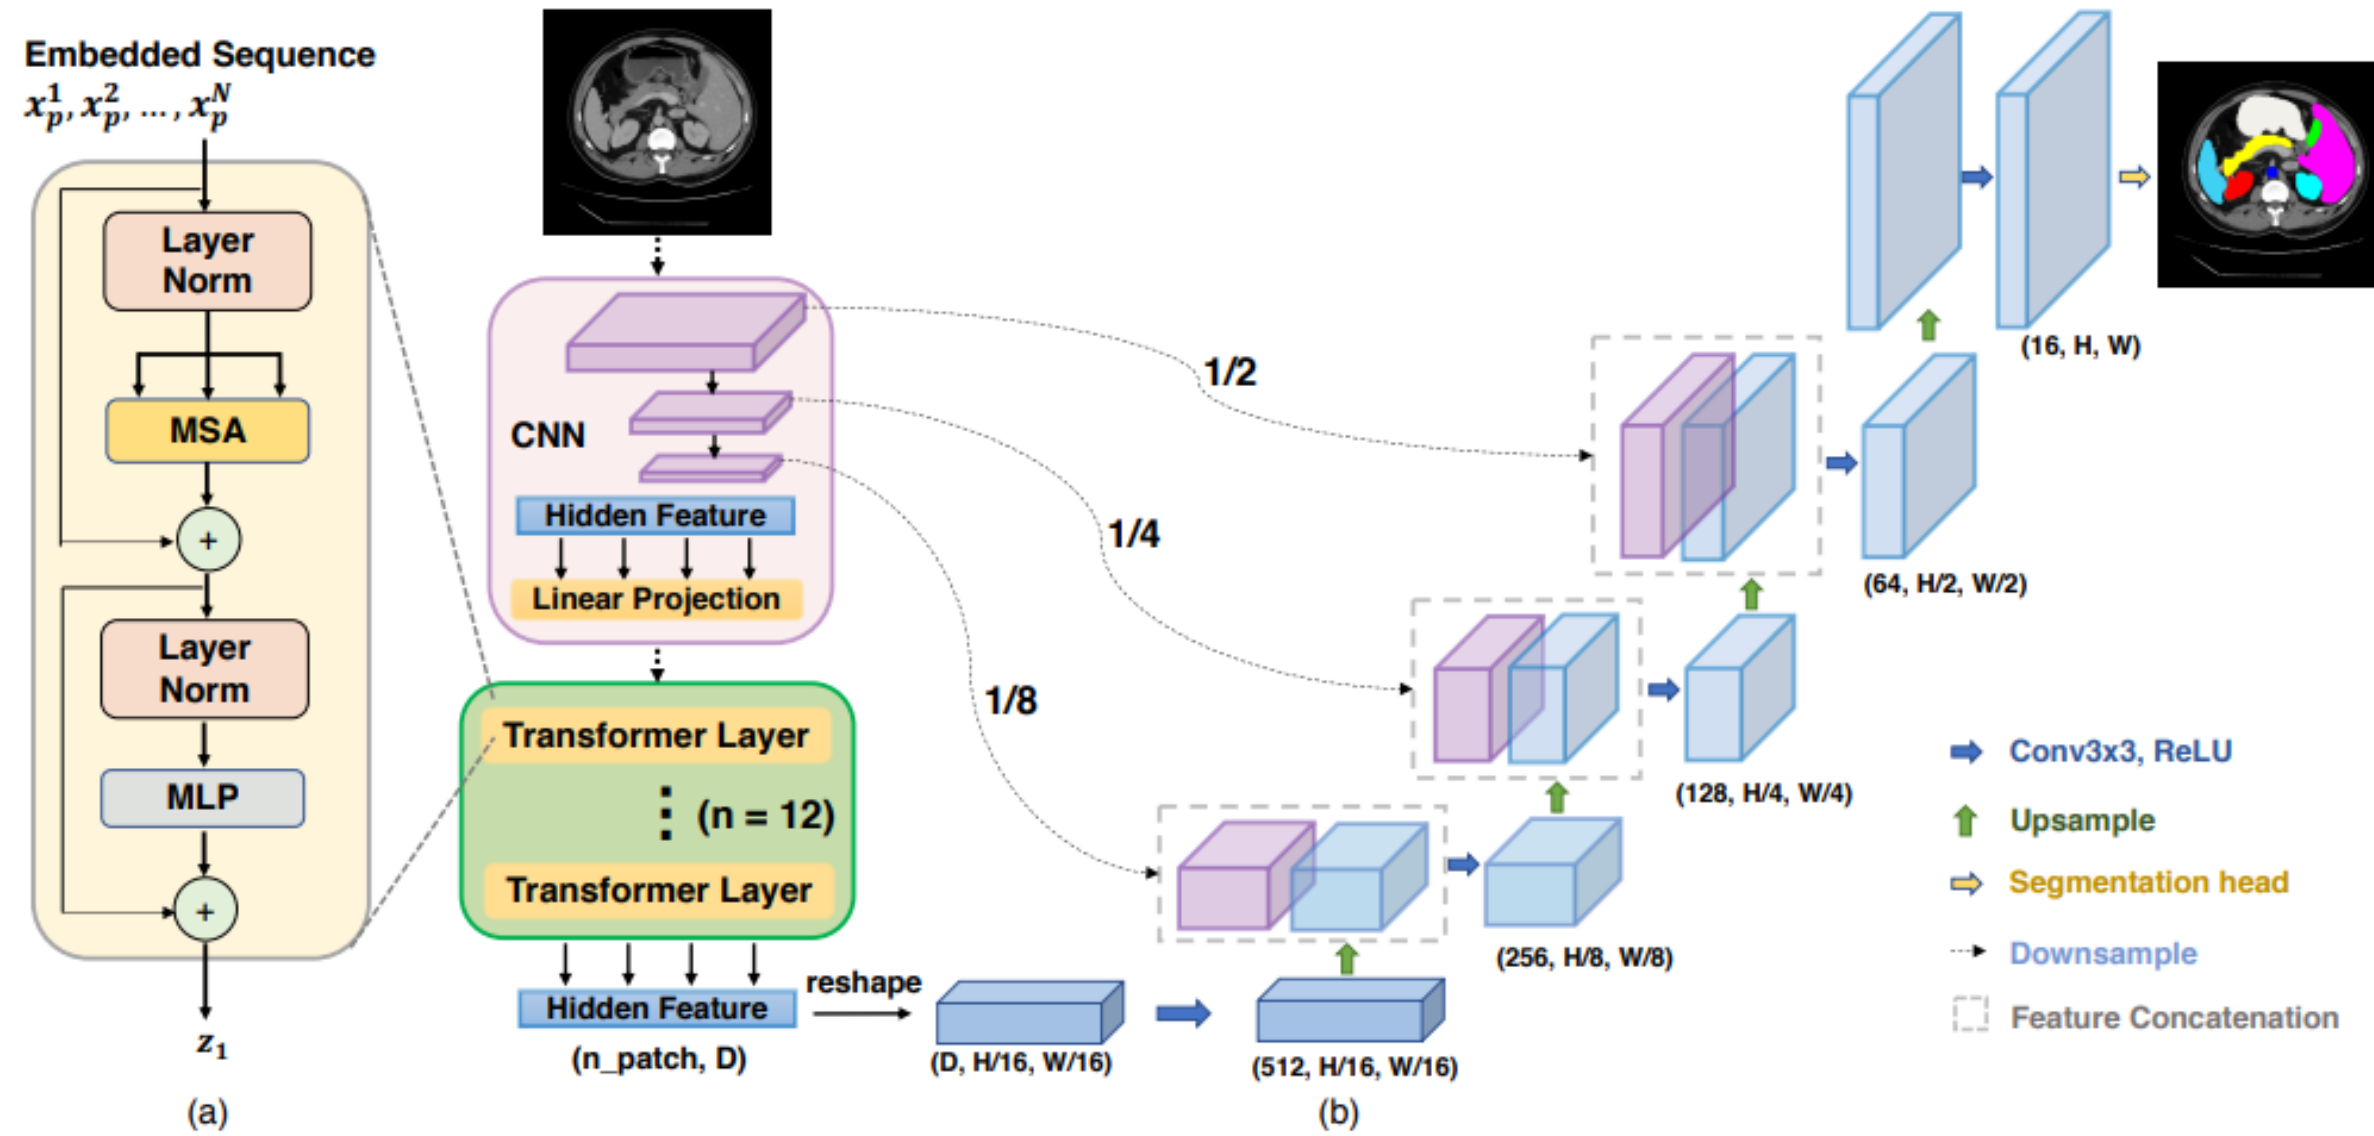 Embedded Sequence
x_p^1, x_p^2, ..., x_p^N
Layer
Norm
MSA
+
Layer
Norm
MLP
+
z_1
(a)
CNN
Hidden Feature
Linear Projection
Transformer Layer
(n = 12)
Transformer Layer
Hidden Feature
(n_patch, D)
reshape
(D, H/16, W/16)
(512, H/16, W/16)
(b)
1/2
1/4
1/8
(256, H/8, W/8)
(128, H/4, W/4)
(64, H/2, W/2)
(16, H, W)
Conv3x3, ReLU
Upsample
Segmentation head
Downsample
Feature Concatenation